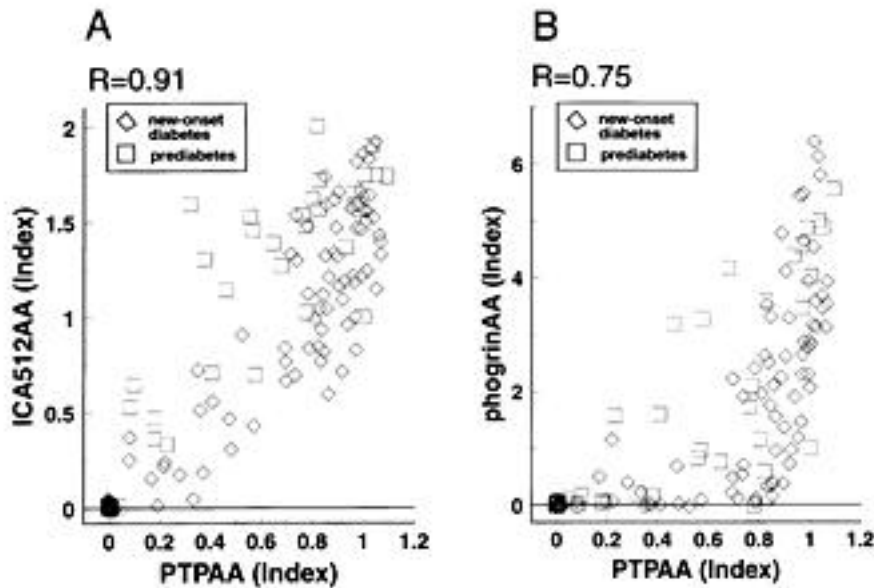 A
R=0.91
new-onset
diabetes
prediabetes
2
1.5
1
0.5
0
ICA512AA (Index)
0 0.2 0.4 0.6 0.8 1 1.2
PTPAA (Index)
B
R=0.75
new-onset
diabetes
prediabetes
6
4
2
0
phogrinAA (Index)
0 0.2 0.4 0.6 0.8 1 1.2
PTPAA (Index)